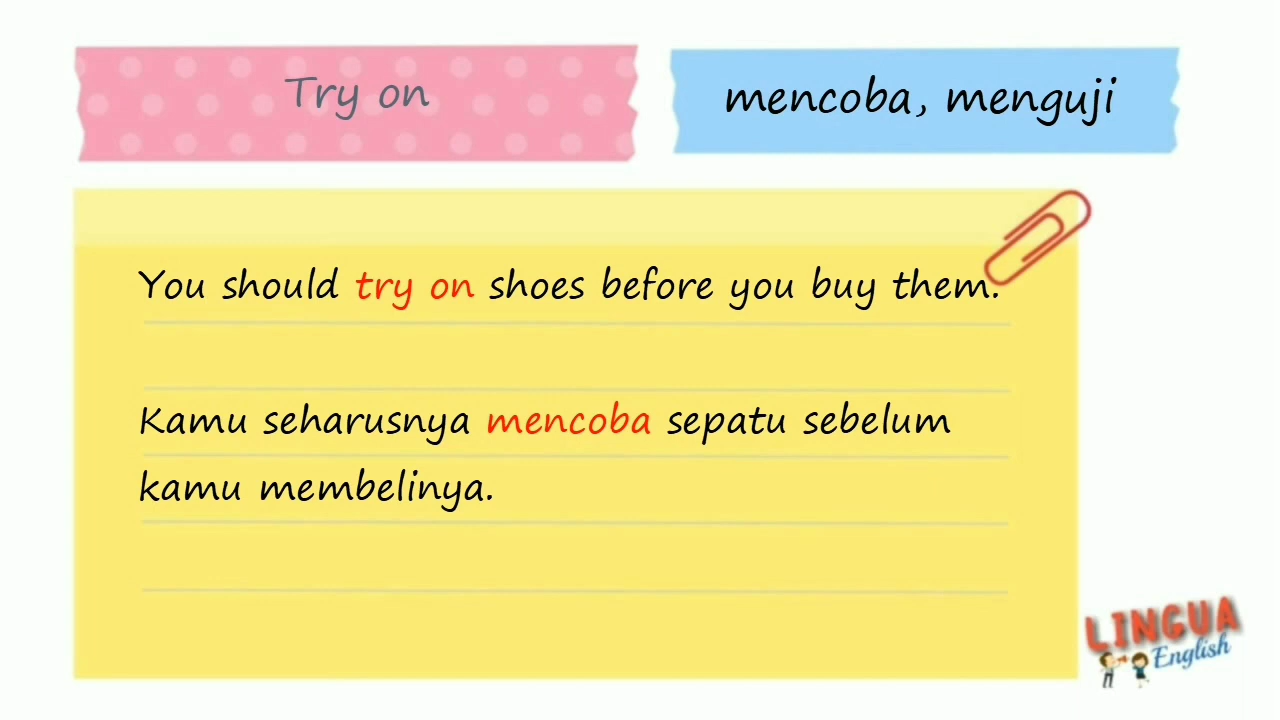 Try on
mencoba, menguji
You should try on shoes before you buy them.
Kamu seharusnya mencoba sepatu sebelum
kamu membelinya.
LINGUA
English